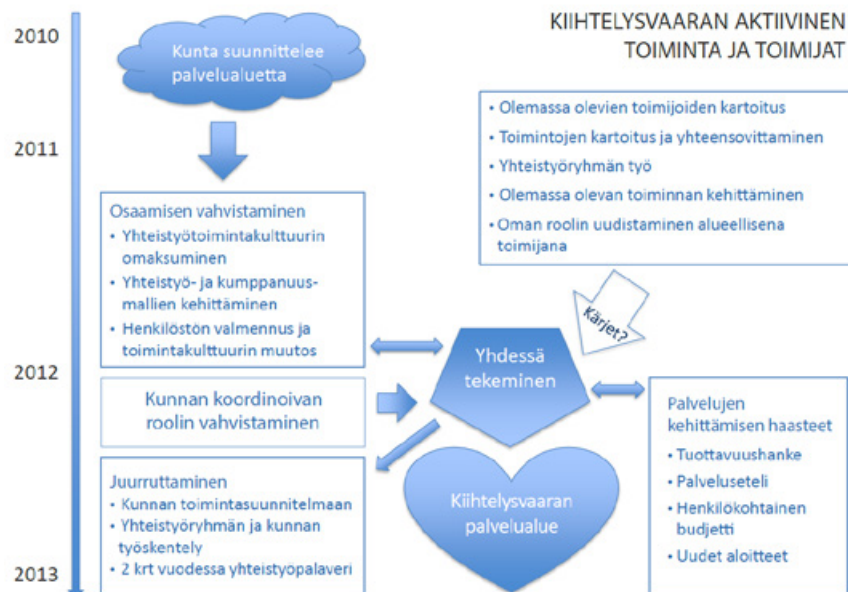 KIIHTELYSVAARAN AKTIIVINEN
TOIMINTA JA TOIMIJAT
2010
Kunta suunnittelee
palvelualuetta
• Olemassa olevien toimijoiden kartoitus
• Toimintojen kartoitus ja yhteensovittaminen
• Yhteistyöryhmän työ
• Olemassa olevan toiminnan kehittäminen
• Oman roolin uudistaminen alueellisena
toimijana
2011
Osaamisen vahvistaminen
• Yhteistyötoimintakulttuurin
omaksuminen
• Yhteistyö- ja kumppanuus-
mallien kehittäminen
• Henkilöstön valmennus ja
toimintakulttuurin muutos
Kärjet?
Yhdessä
tekeminen
2012
Kunnan koordinoivan
roolin vahvistaminen
Palvelujen
kehittämisen haasteet
• Tuottavuushanke
• Palveluseteli
• Henkilökohtainen
budjetti
• Uudet aloitteet
Juurruttaminen
• Kunnan toimintasuunnitelmaan
• Yhteistyöryhmän ja kunnan
työskentely
• 2 krt vuodessa yhteistyöpalaveri
Kiihtelysvaaran
palvelualue
2013